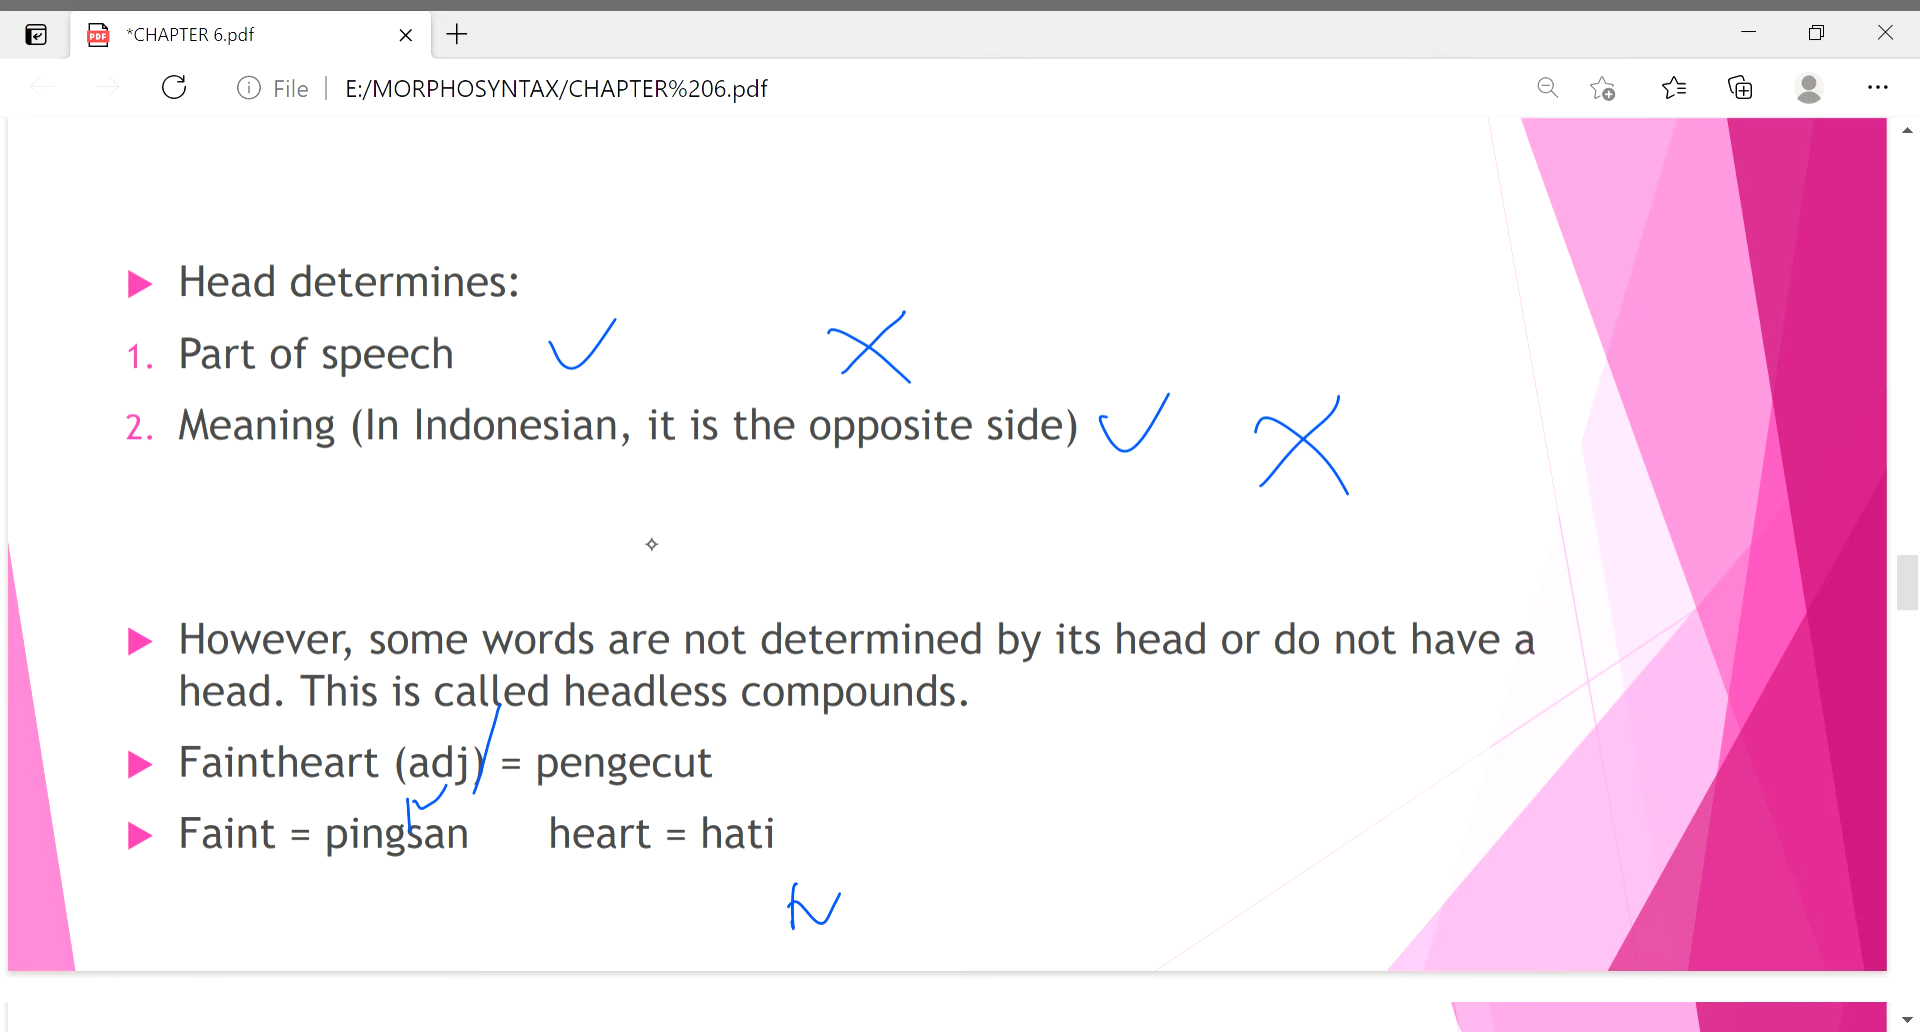 *CHAPTER 6.pdf
File | E:/MORPHOSYNTAX/CHAPTER%206.pdf
Head determines:
1. Part of speech
2. Meaning (In Indonesian, it is the opposite side)
However, some words are not determined by its head or do not have a
head. This is called headless compounds.
Faintheart (adj) = pengecut
Faint = pingsan heart = hati